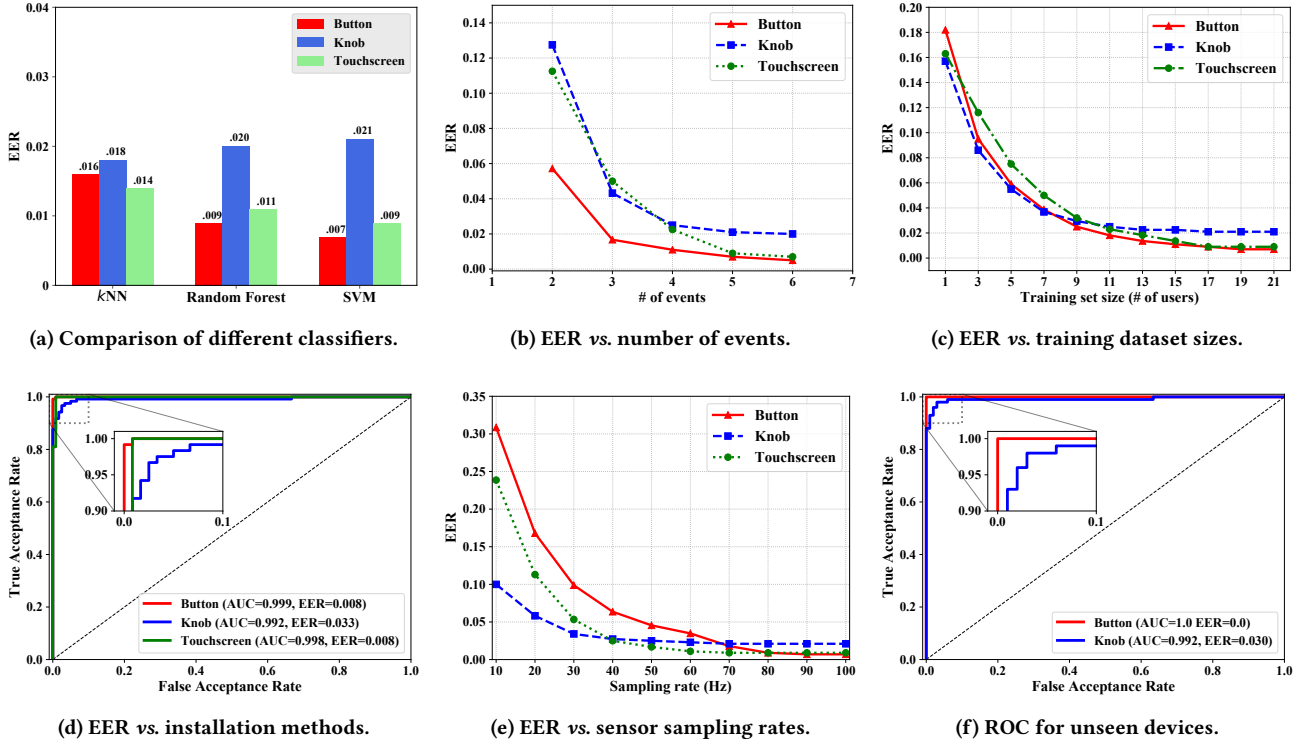 0.04
0.03
0.02
0.01
0
EER
Button
Knob
Touchscreen
.016
.018
.014
.009
.020
.011
.007
.021
.009
kNN
Random Forest
SVM
(a) Comparison of different classifiers.
0.14
0.12
0.10
0.08
0.06
0.04
0.02
0.00
EER
Button
Knob
Touchscreen
1 2 3 4 5 6 7
# of events
(b) EER vs. number of events.
0.20
0.18
0.16
0.14
0.12
0.10
0.08
0.06
0.04
0.02
0.00
EER
Button
Knob
Touchscreen
1 3 5 7 9 11 13 15 17 19 21
Training set size (# of users)
(c) EER vs. training dataset sizes.
1.0
0.8
0.6
0.4
0.2
0.0
True Acceptance Rate
1.00
0.95
0.90
0.0 0.1
Button (AUC=0.999, EER=0.008)
Knob (AUC=0.992, EER=0.033)
Touchscreen (AUC=0.998, EER=0.008)
0.0 0.2 0.4 0.6 0.8 1.0
False Acceptance Rate
(d) EER vs. installation methods.
0.35
0.30
0.25
0.20
0.15
0.10
0.05
0.00
EER
Button
Knob
Touchscreen
10 20 30 40 50 60 70 80 90 100
Sampling rate (Hz)
(e) EER vs. sensor sampling rates.
1.0
0.8
0.6
0.4
0.2
0.0
True Acceptance Rate
1.00
0.95
0.90
0.0 0.1
Button (AUC=1.0 EER=0.0)
Knob (AUC=0.992, EER=0.030)
0.0 0.2 0.4 0.6 0.8 1.0
False Acceptance Rate
(f) ROC for unseen devices.